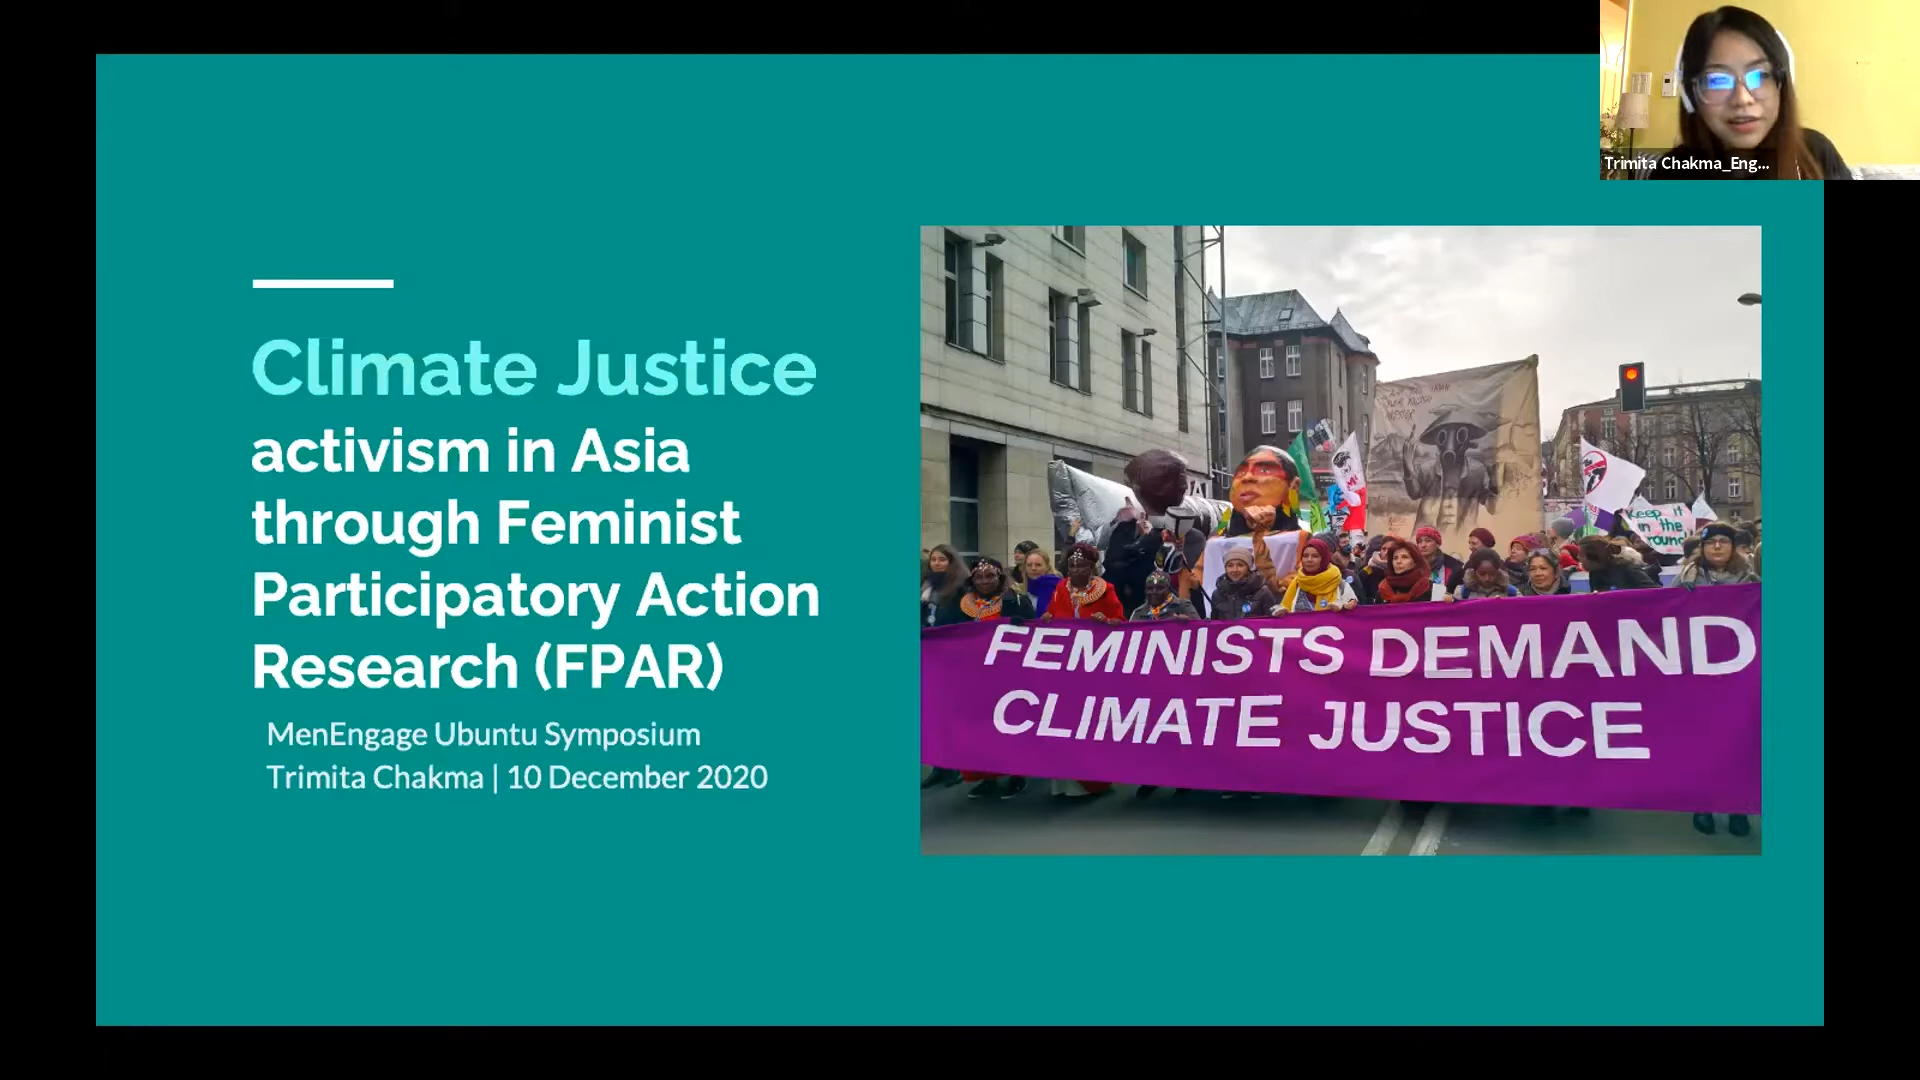 Trimita Chakma_Eng...
Climate Justice
activism in Asia
through Feminist
Participatory Action
Research (FPAR)
MenEngage Ubuntu Symposium
Trimita Chakma | 10 December 2020
Keep it
in the
FEMINISTS DEMAND
CLIMATE JUSTICE